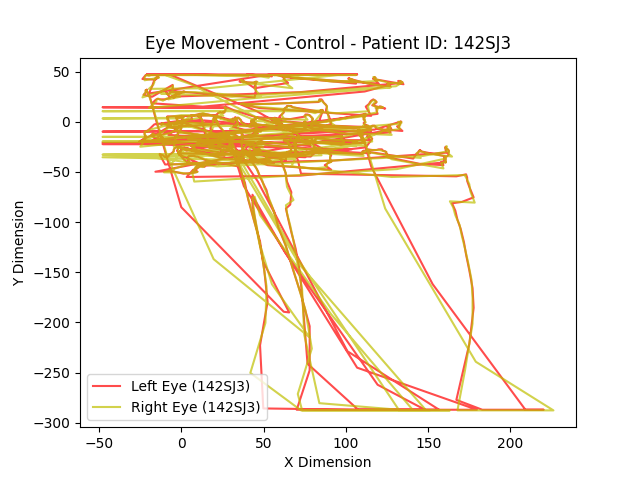 Eye Movement - Control - Patient ID: 142SJ3
Y Dimension
50
0
−50
−100
−150
−200
−250
−300
Left Eye (142SJ3)
Right Eye (142SJ3)
−50
0
50
100
150
200
X Dimension